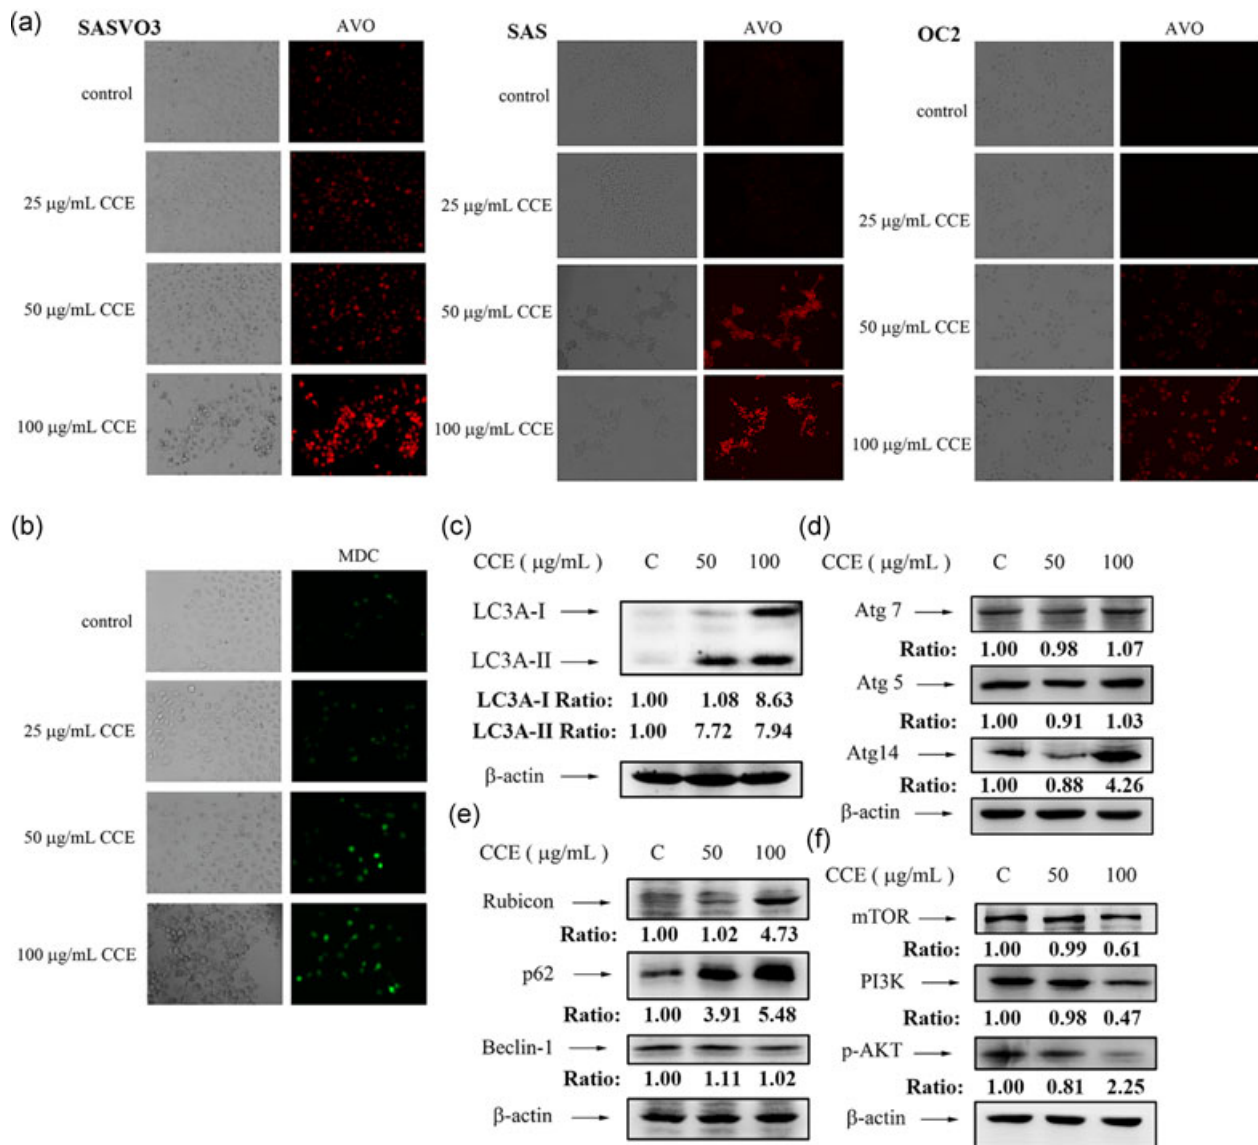 (a)
SASVO3
AVO
control
25 µg/mL CCE
50 µg/mL CCE
100 µg/mL CCE
SAS
AVO
control
25 µg/mL CCE
50 µg/mL CCE
100 µg/mL CCE
OC2
AVO
control
25 µg/mL CCE
50 µg/mL CCE
100 µg/mL CCE
(b)
MDC
control
25 µg/mL CCE
50 µg/mL CCE
100 µg/mL CCE
(c)
CCE ( µg/mL ) C 50 100
LC3A-I
LC3A-II
LC3A-I Ratio: 1.00 1.08 8.63
LC3A-II Ratio: 1.00 7.72 7.94
β-actin
(d)
CCE ( µg/mL ) C 50 100
Atg 7
Ratio: 1.00 0.98 1.07
Atg 5
Ratio: 1.00 0.91 1.03
Atg14
Ratio: 1.00 0.88 4.26
β-actin
(e)
CCE ( µg/mL ) C 50 100
Rubicon
Ratio: 1.00 1.02 4.73
p62
Ratio: 1.00 3.91 5.48
Beclin-1
Ratio: 1.00 1.11 1.02
β-actin
(f)
CCE ( µg/mL ) C 50 100
mTOR
Ratio: 1.00 0.99 0.61
PI3K
Ratio: 1.00 0.98 0.47
p-AKT
Ratio: 1.00 0.81 2.25
β-actin